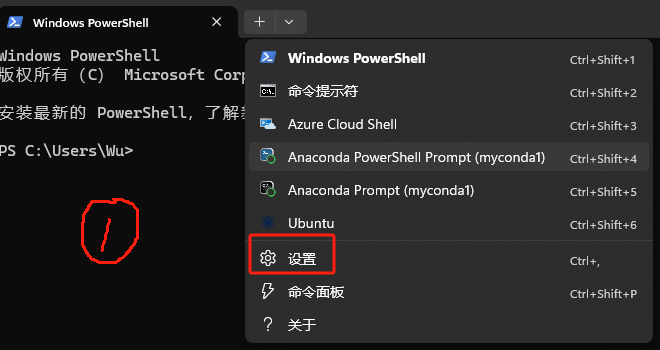 Windows PowerShell
Windows PowerShell
版权所有 (C) Microsoft Corp
安装最新的 PowerShell，了解新
PS C:\Users\Wu>
1
Windows PowerShell Ctrl+Shift+1
命令提示符 Ctrl+Shift+2
Azure Cloud Shell Ctrl+Shift+3
Anaconda PowerShell Prompt (myconda1) Ctrl+Shift+4
Anaconda Prompt (myconda1) Ctrl+Shift+5
Ubuntu Ctrl+Shift+6
设置 Ctrl+,
命令面板 Ctrl+Shift+P
关于